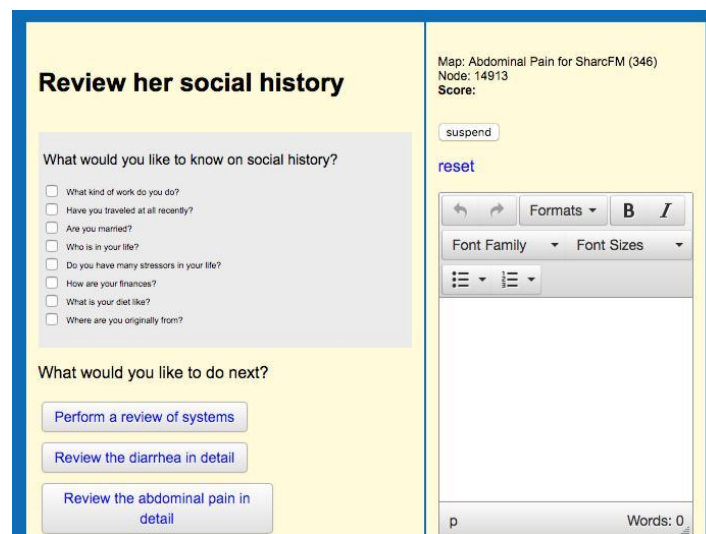 Review her social history
What would you like to know on social history?
What kind of work do you do?
Have you traveled at all recently?
Are you married?
Who is in your life?
Do you have many stressors in your life?
How are your finances?
What is your diet like?
Where are you originally from?
What would you like to do next?
Perform a review of systems
Review the diarrhea in detail
Review the abdominal pain in
detail
Map: Abdominal Pain for SharcFM (346)
Node: 14913
Score:
suspend
reset
Formats B I
Font Family Font Sizes
p Words: 0